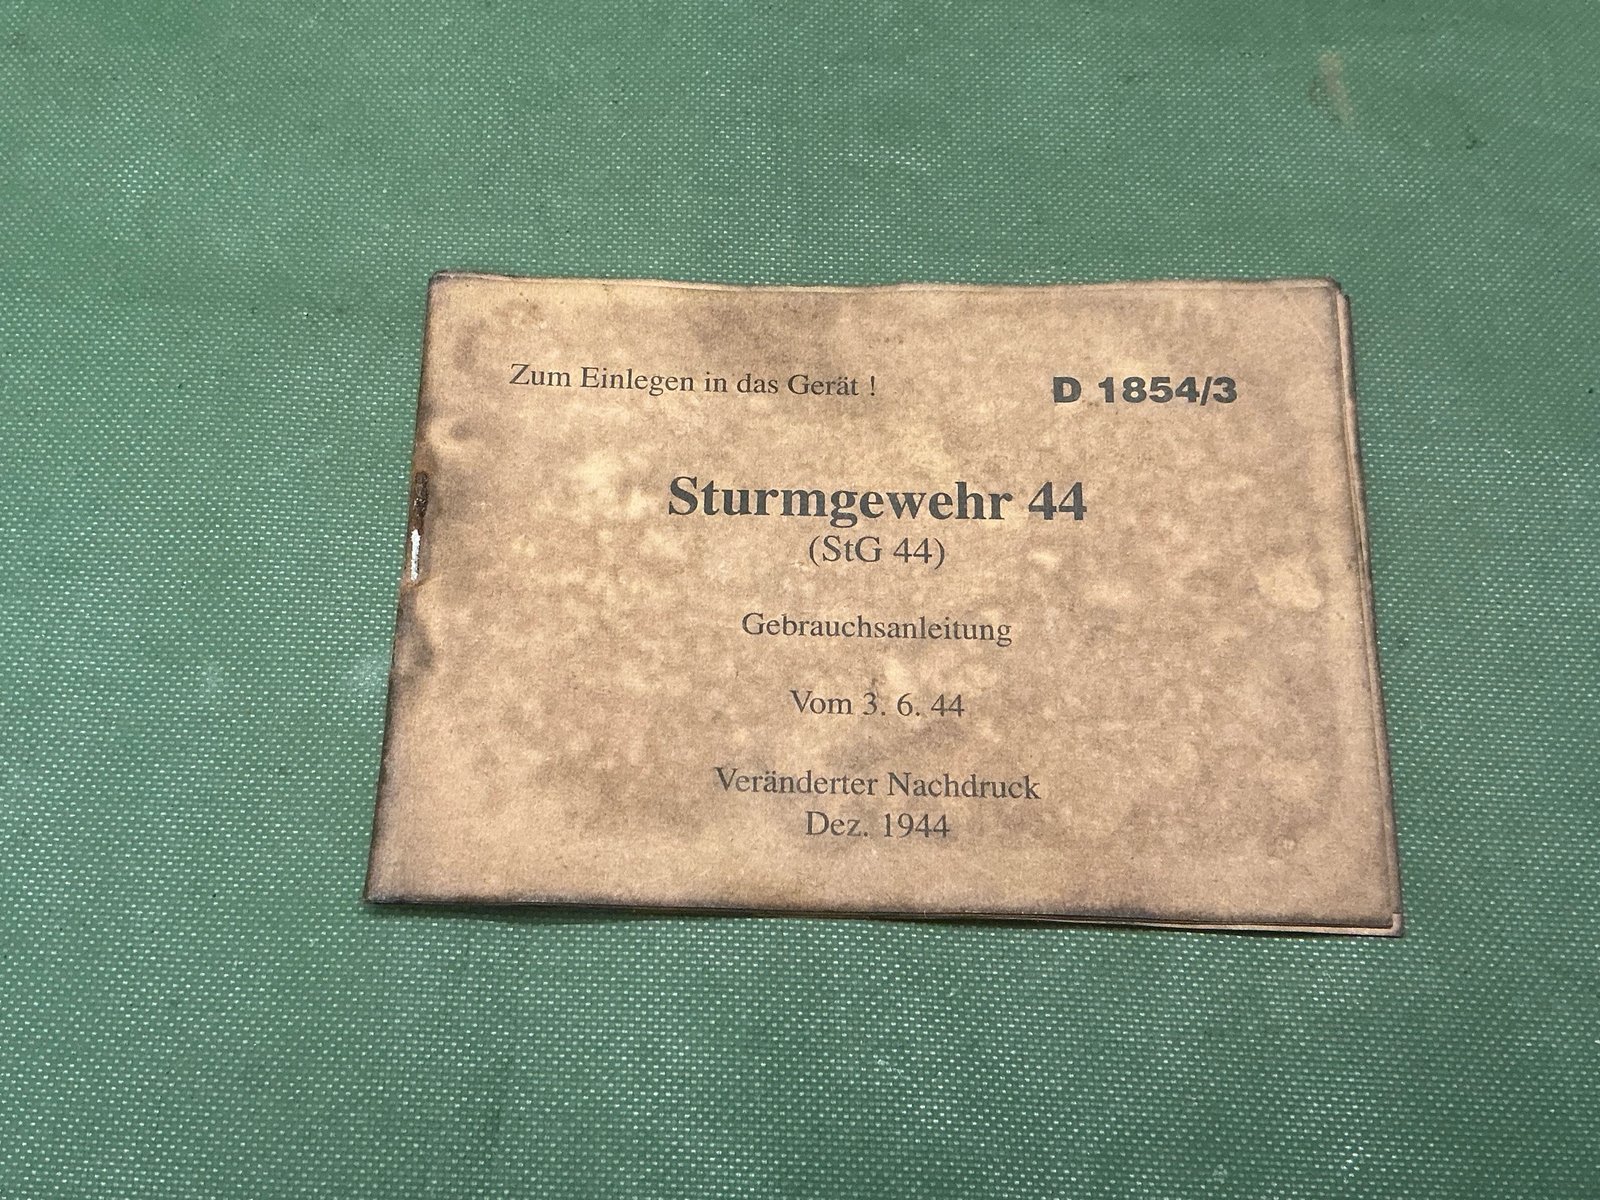 Zum Einlegen in das Gerät !
D 1854/3
Sturmgewehr 44
(StG 44)
Gebrauchsanleitung
Vom 3. 6. 44
Veränderter Nachdruck
Dez. 1944